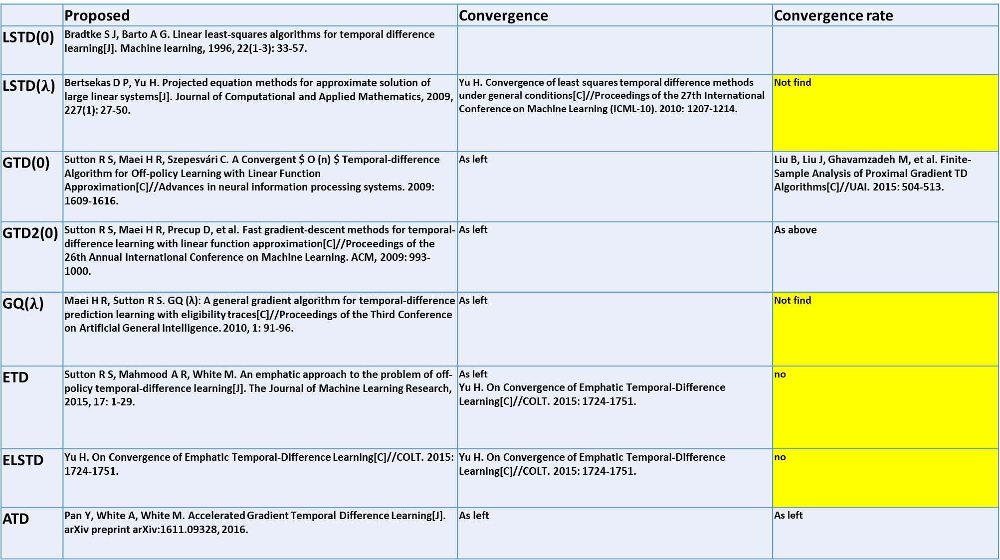 Proposed
Convergence
Convergence rate
LSTD(0)
Bradtke S J, Barto A G. Linear least-squares algorithms for temporal difference
learning[J]. Machine learning, 1996, 22(1-3): 33-57.
LSTD(λ)
Bertsekas D P, Yu H. Projected equation methods for approximate solution of
large linear systems[J]. Journal of Computational and Applied Mathematics, 2009,
227(1): 27-50.
Yu H. Convergence of least squares temporal difference methods
under general conditions[C]//Proceedings of the 27th International
Conference on Machine Learning (ICML-10). 2010: 1207-1214.
Not find
GTD(0)
Sutton R S, Maei H R, Szepesvári C. A Convergent $ O (n) $ Temporal-difference
Algorithm for Off-policy Learning with Linear Function
Approximation[C]//Advances in neural information processing systems. 2009:
1609-1616.
As left
Liu B, Liu J, Ghavamzadeh M, et al. Finite-
Sample Analysis of Proximal Gradient TD
Algorithms[C]//UAI. 2015: 504-513.
GTD2(0)
Sutton R S, Maei H R, Precup D, et al. Fast gradient-descent methods for temporal-
difference learning with linear function approximation[C]//Proceedings of the
26th Annual International Conference on Machine Learning. ACM, 2009: 993-
1000.
As left
As above
GQ(λ)
Maei H R, Sutton R S. GQ (λ): A general gradient algorithm for temporal-difference
prediction learning with eligibility traces[C]//Proceedings of the Third Conference
on Artificial General Intelligence. 2010, 1: 91-96.
As left
Not find
ETD
Sutton R S, Mahmood A R, White M. An emphatic approach to the problem of off-
policy temporal-difference learning[J]. The Journal of Machine Learning Research,
2015, 17: 1-29.
As left
Yu H. On Convergence of Emphatic Temporal-Difference
Learning[C]//COLT. 2015: 1724-1751.
no
ELSTD
Yu H. On Convergence of Emphatic Temporal-Difference Learning[C]//COLT. 2015:
1724-1751.
Yu H. On Convergence of Emphatic Temporal-Difference
Learning[C]//COLT. 2015: 1724-1751.
no
ATD
Pan Y, White A, White M. Accelerated Gradient Temporal Difference Learning[J].
arXiv preprint arXiv:1611.09328, 2016.
As left
As left